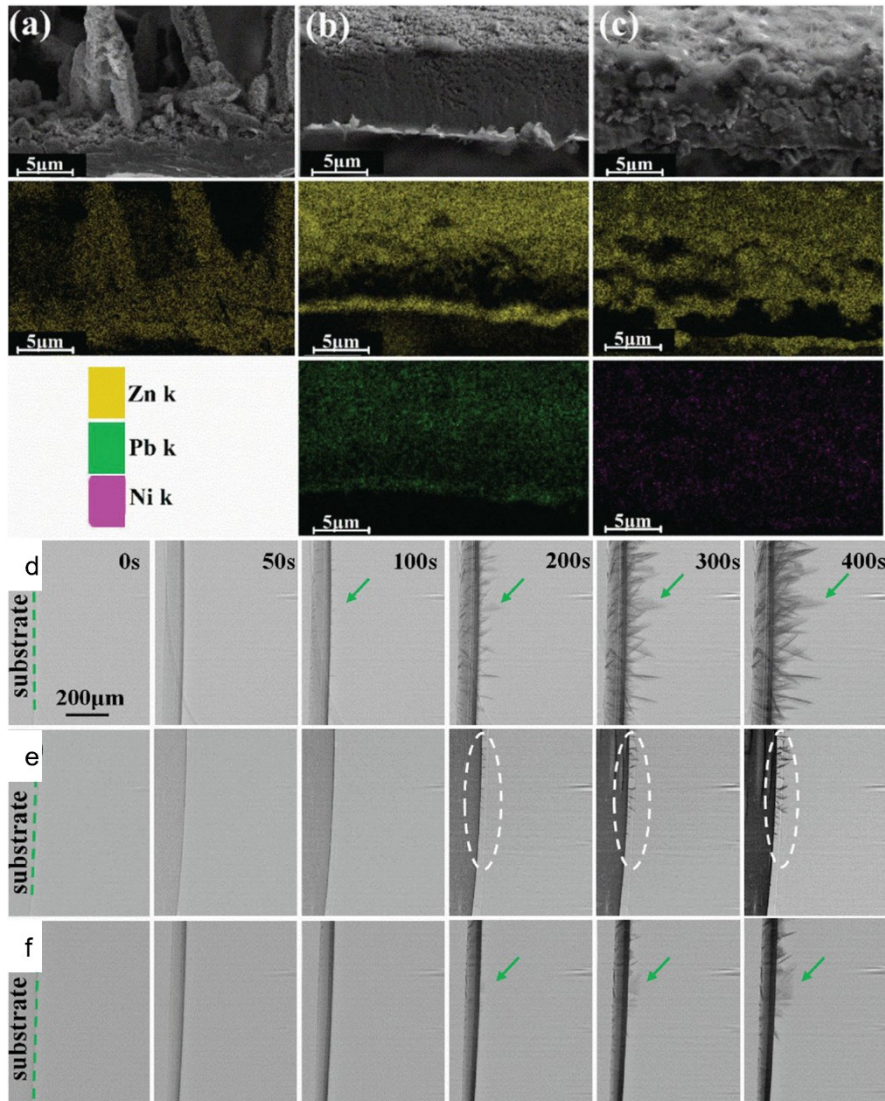 (a) (b) (c)
5μm 5μm 5μm
5μm 5μm 5μm
Zn k
Pb k
Ni k
5μm 5μm
d 0s 50s 100s 200s 300s 400s
substrate
200μm
e
substrate
f
substrate